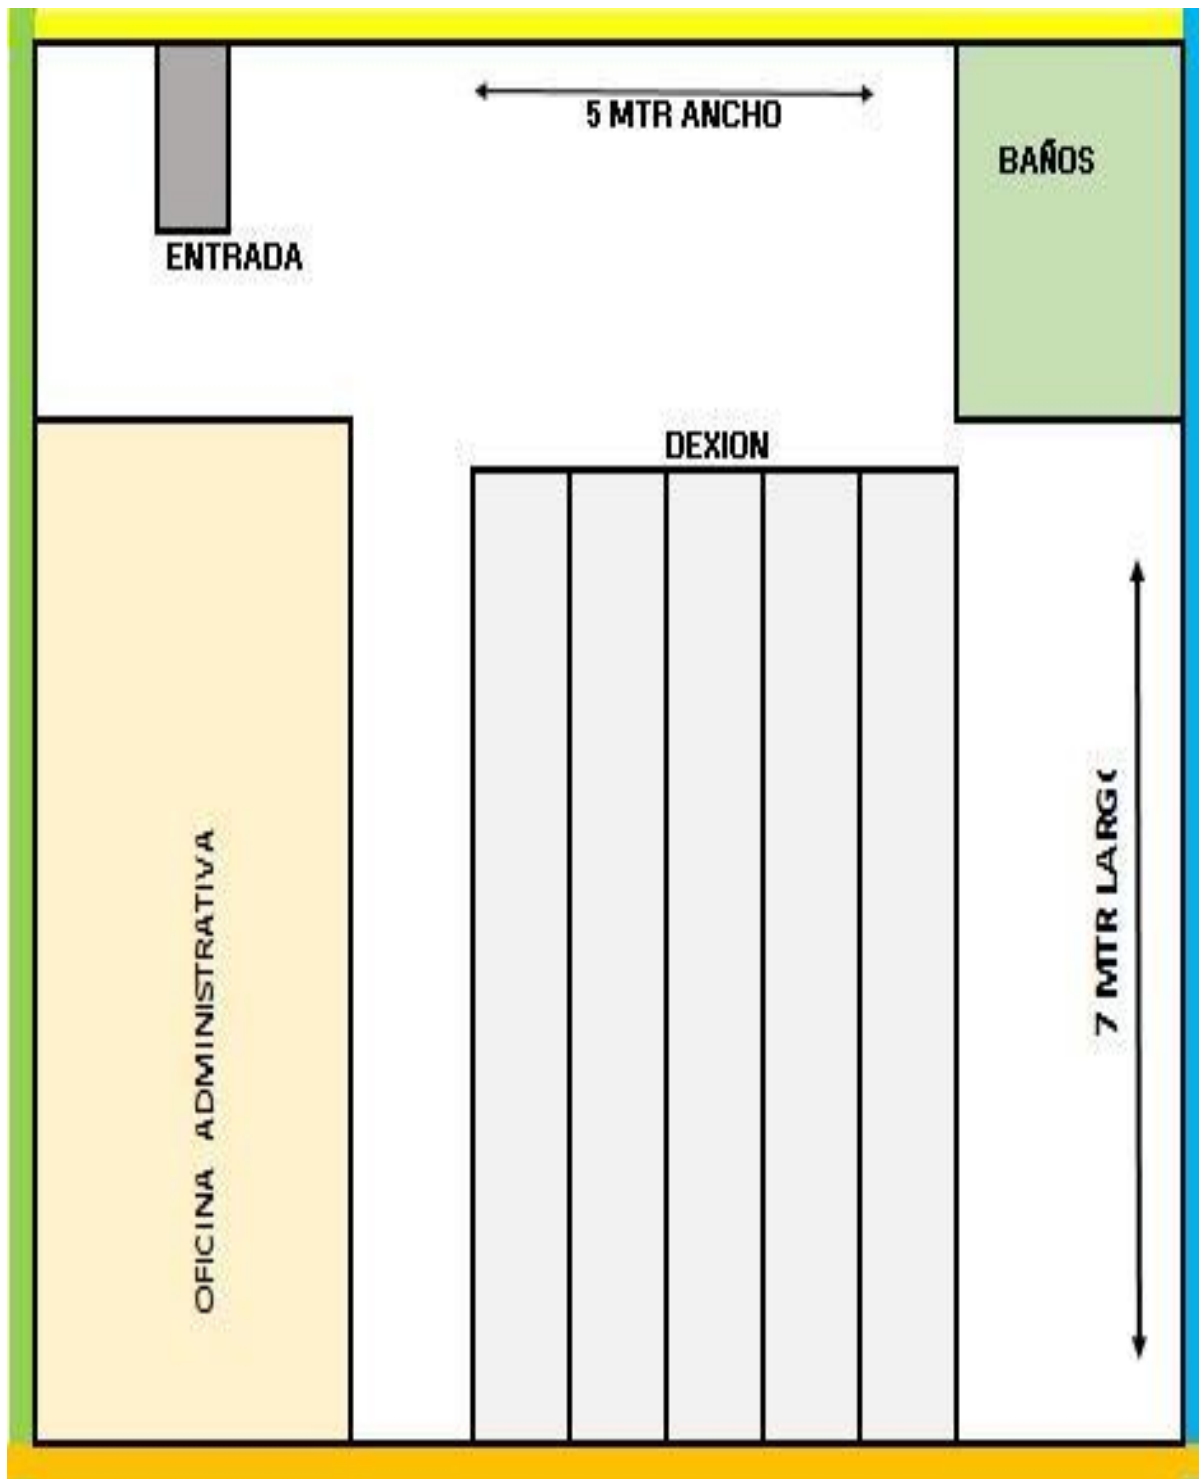 5 MTR ANCHO
BAÑOS
ENTRADA
DEXION
OFICINA ADMINISTRATIVA
7 MTR